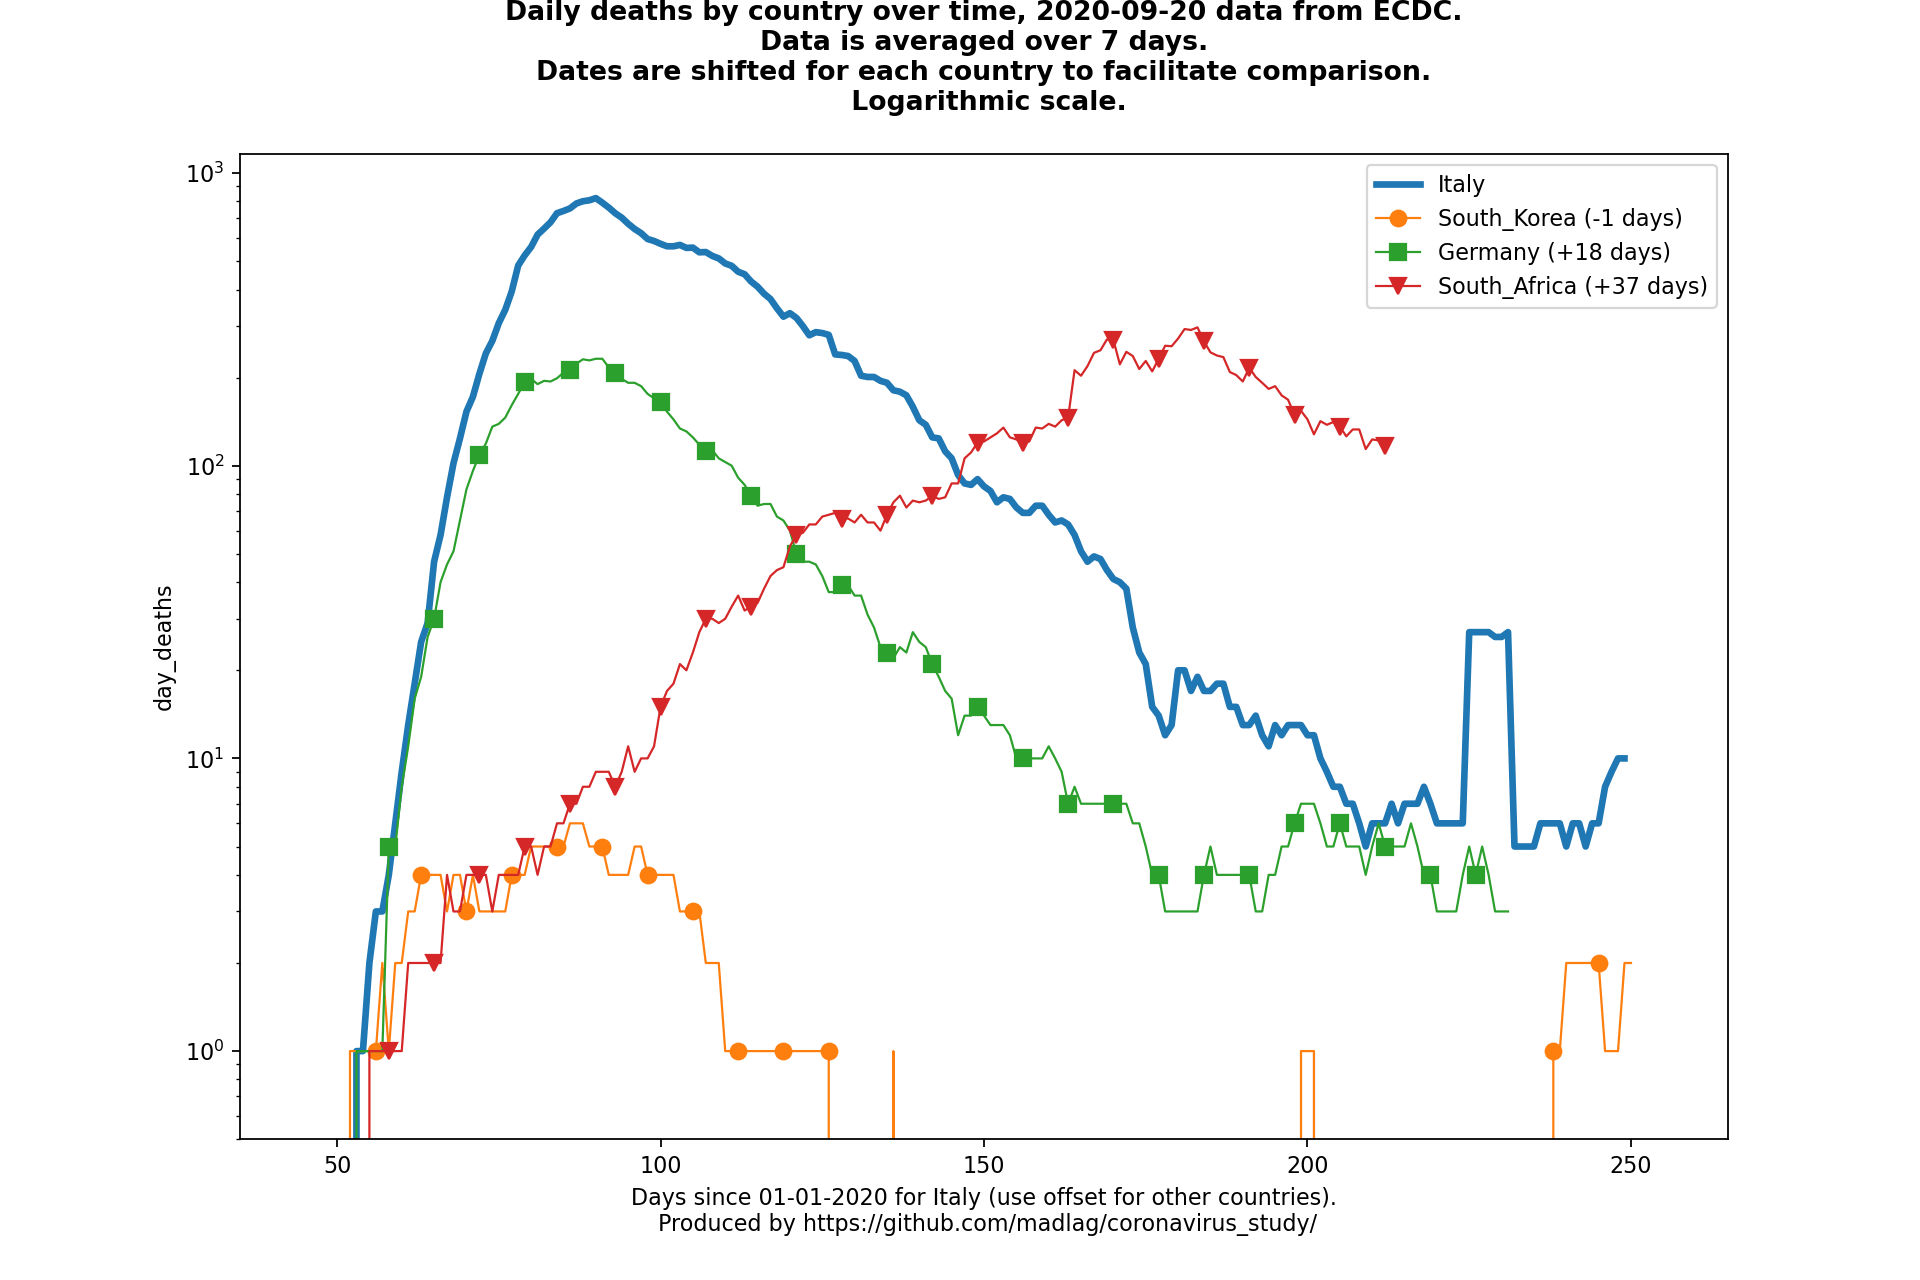 Daily deaths by country over time, 2020-09-20 data from ECDC.
Data is averaged over 7 days.
Dates are shifted for each country to facilitate comparison.
Logarithmic scale.
10³
10²
10¹
10⁰
day_deaths
Italy
South_Korea (-1 days)
Germany (+18 days)
South_Africa (+37 days)
50 100 150 200 250
Days since 01-01-2020 for Italy (use offset for other countries).
Produced by https://github.com/madlag/coronavirus_study/